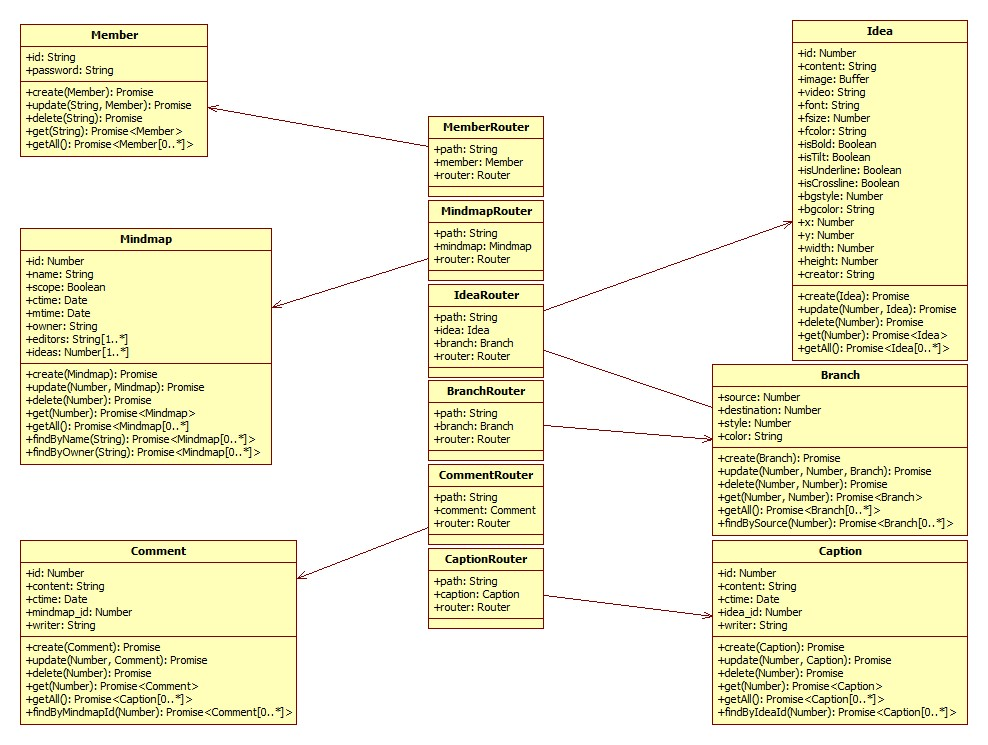 Member
+id: String
+password: String
+create(Member): Promise
+update(String, Member): Promise
+delete(String): Promise
+get(String): Promise<Member>
+getAll(): Promise<Member[0..*]>
Mindmap
+id: Number
+name: String
+scope: Boolean
+ctime: Date
+mtime: Date
+owner: String
+editors: String[1..*]
+ideas: Number[1..*]
+create(Mindmap): Promise
+update(Number, Mindmap): Promise
+delete(Number): Promise
+get(Number): Promise<Mindmap>
+getAll(): Promise<Mindmap[0..*]
+findByName(String): Promise<Mindmap[0..*]>
+findByOwner(String): Promise<Mindmap[0..*]>
Comment
+id: Number
+content: String
+ctime: Date
+mindmap_id: Number
+writer: String
+create(Comment): Promise
+update(Number, Comment): Promise
+delete(Number): Promise
+get(Number): Promise<Comment>
+getAll(): Promise<Caption[0..*]>
+findByMindmapId(Number): Promise<Comment[0..*]>
MemberRouter
+path: String
+member: Member
+router: Router
MindmapRouter
+path: String
+mindmap: Mindmap
+router: Router
IdeaRouter
+path: String
+idea: Idea
+branch: Branch
+router: Router
BranchRouter
+path: String
+branch: Branch
+router: Router
CommentRouter
+path: String
+comment: Comment
+router: Router
CaptionRouter
+path: String
+caption: Caption
+router: Router
Idea
+id: Number
+content: String
+image: Buffer
+video: String
+font: String
+fsize: Number
+fcolor: String
+isBold: Boolean
+isTilt: Boolean
+isUnderline: Boolean
+isCrossline: Boolean
+bgstyle: Number
+bgcolor: String
+x: Number
+y: Number
+width: Number
+height: Number
+creator: String
+create(Idea): Promise
+update(Number, Idea): Promise
+delete(Number): Promise
+get(Number): Promise<Idea>
+getAll(): Promise<Idea[0..*]>
Branch
+source: Number
+destination: Number
+style: Number
+color: String
+create(Branch): Promise
+update(Number, Number, Branch): Promise
+delete(Number, Number): Promise
+get(Number, Number): Promise<Branch>
+getAll(): Promise<Branch[0..*]>
+findBySource(Number): Promise<Branch[0..*]>
Caption
+id: Number
+content: String
+ctime: Date
+idea_id: Number
+writer: String
+create(Caption): Promise
+update(Number, Caption): Promise
+delete(Number): Promise
+get(Number): Promise<Caption>
+getAll(): Promise<Caption[0..*]>
+findByIdeaId(Number): Promise<Caption[0..*]>